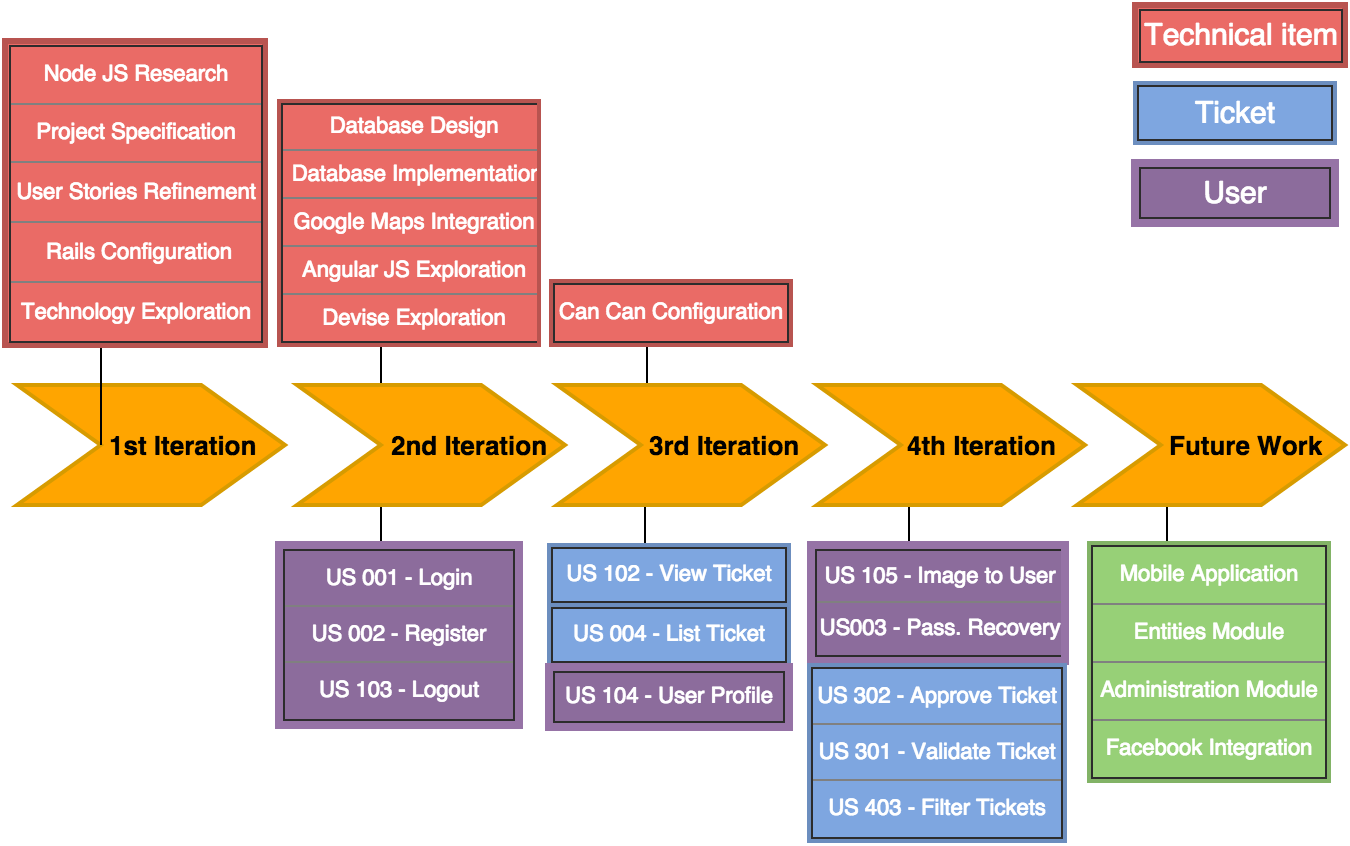 Technical item
Ticket
User
Node JS Research
Project Specification
User Stories Refinement
Rails Configuration
Technology Exploration
Database Design
Database Implementation
Google Maps Integration
Angular JS Exploration
Devise Exploration
Can Can Configuration
1st Iteration
2nd Iteration
3rd Iteration
4th Iteration
Future Work
US 001 - Login
US 002 - Register
US 103 - Logout
US 102 - View Ticket
US 004 - List Ticket
US 104 - User Profile
US 105 - Image to User
US003 - Pass. Recovery
US 302 - Approve Ticket
US 301 - Validate Ticket
US 403 - Filter Tickets
Mobile Application
Entities Module
Administration Module
Facebook Integration